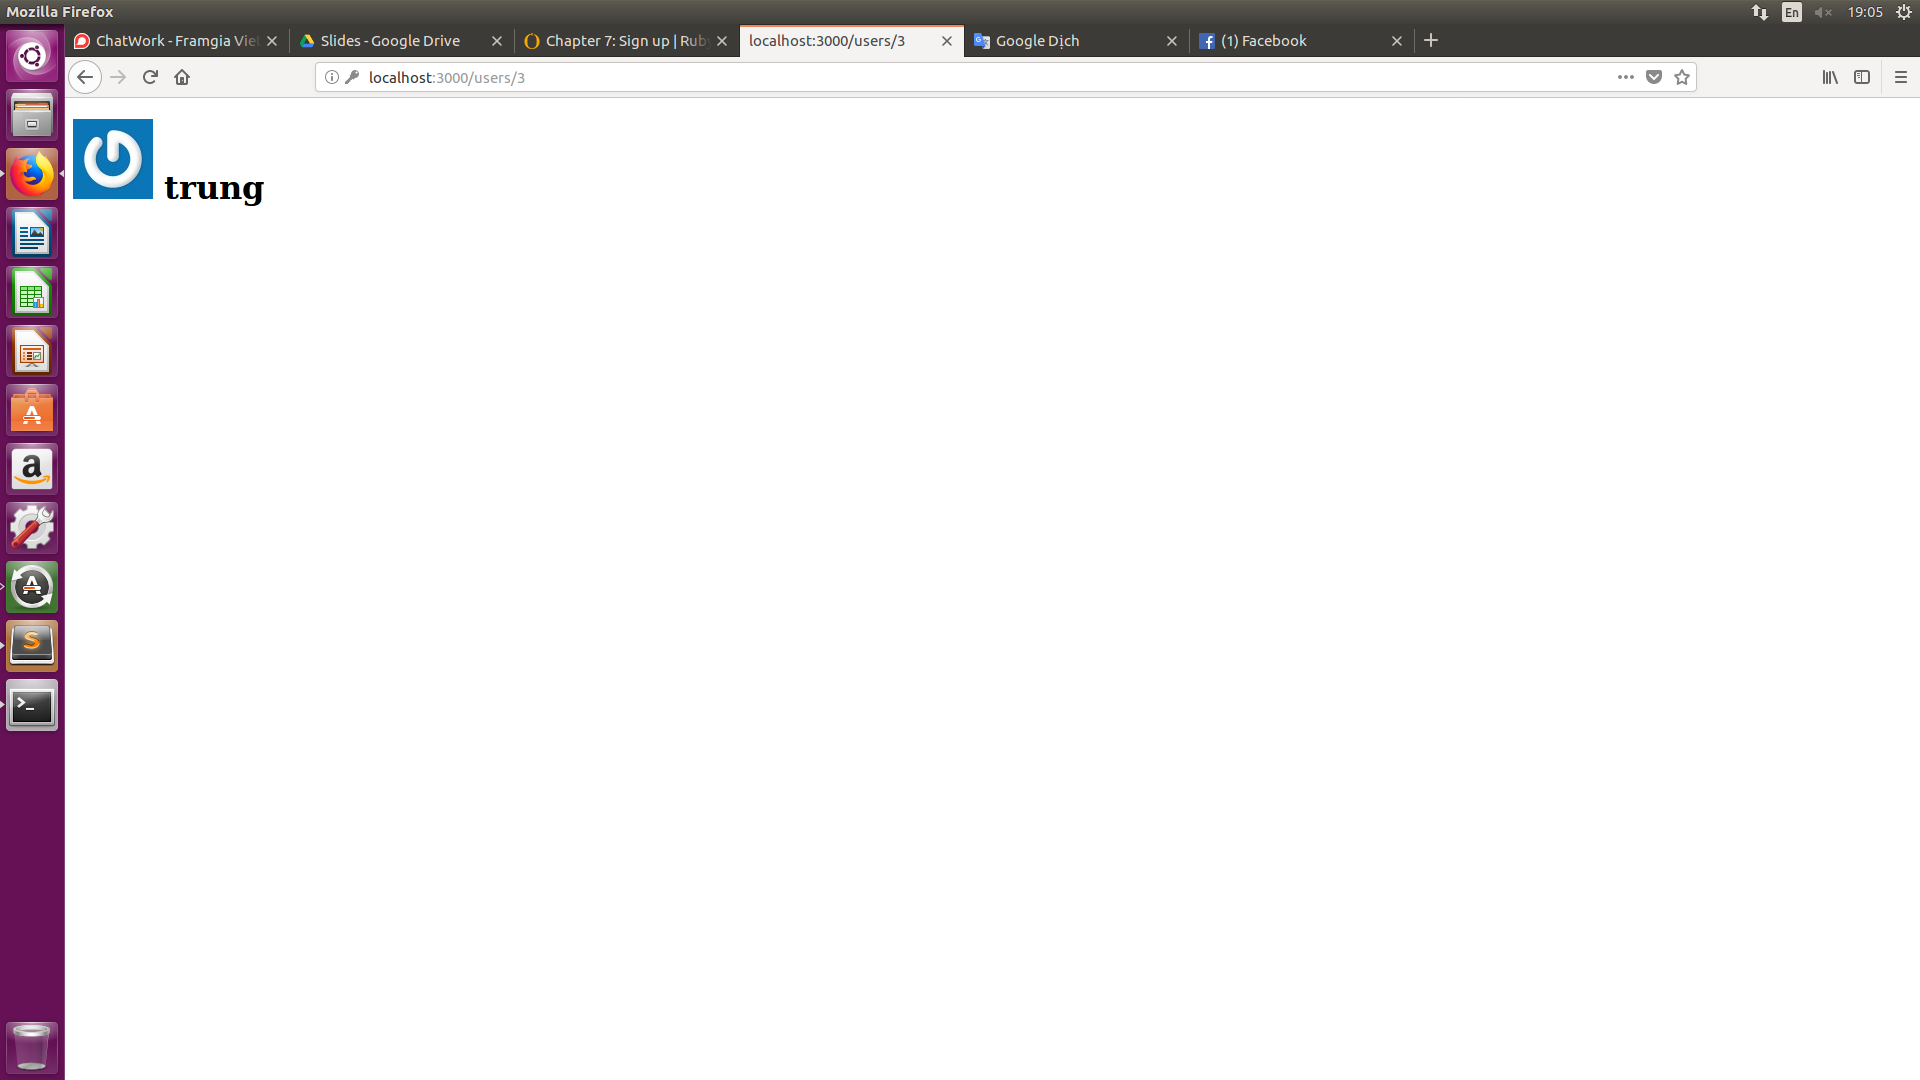 Mozilla Firefox
En
19:05
ChatWork - Framgia Vie
Slides - Google Drive
Chapter 7: Sign up | Ruby
localhost:3000/users/3
Google Dịch
(1) Facebook
localhost:3000/users/3
trung